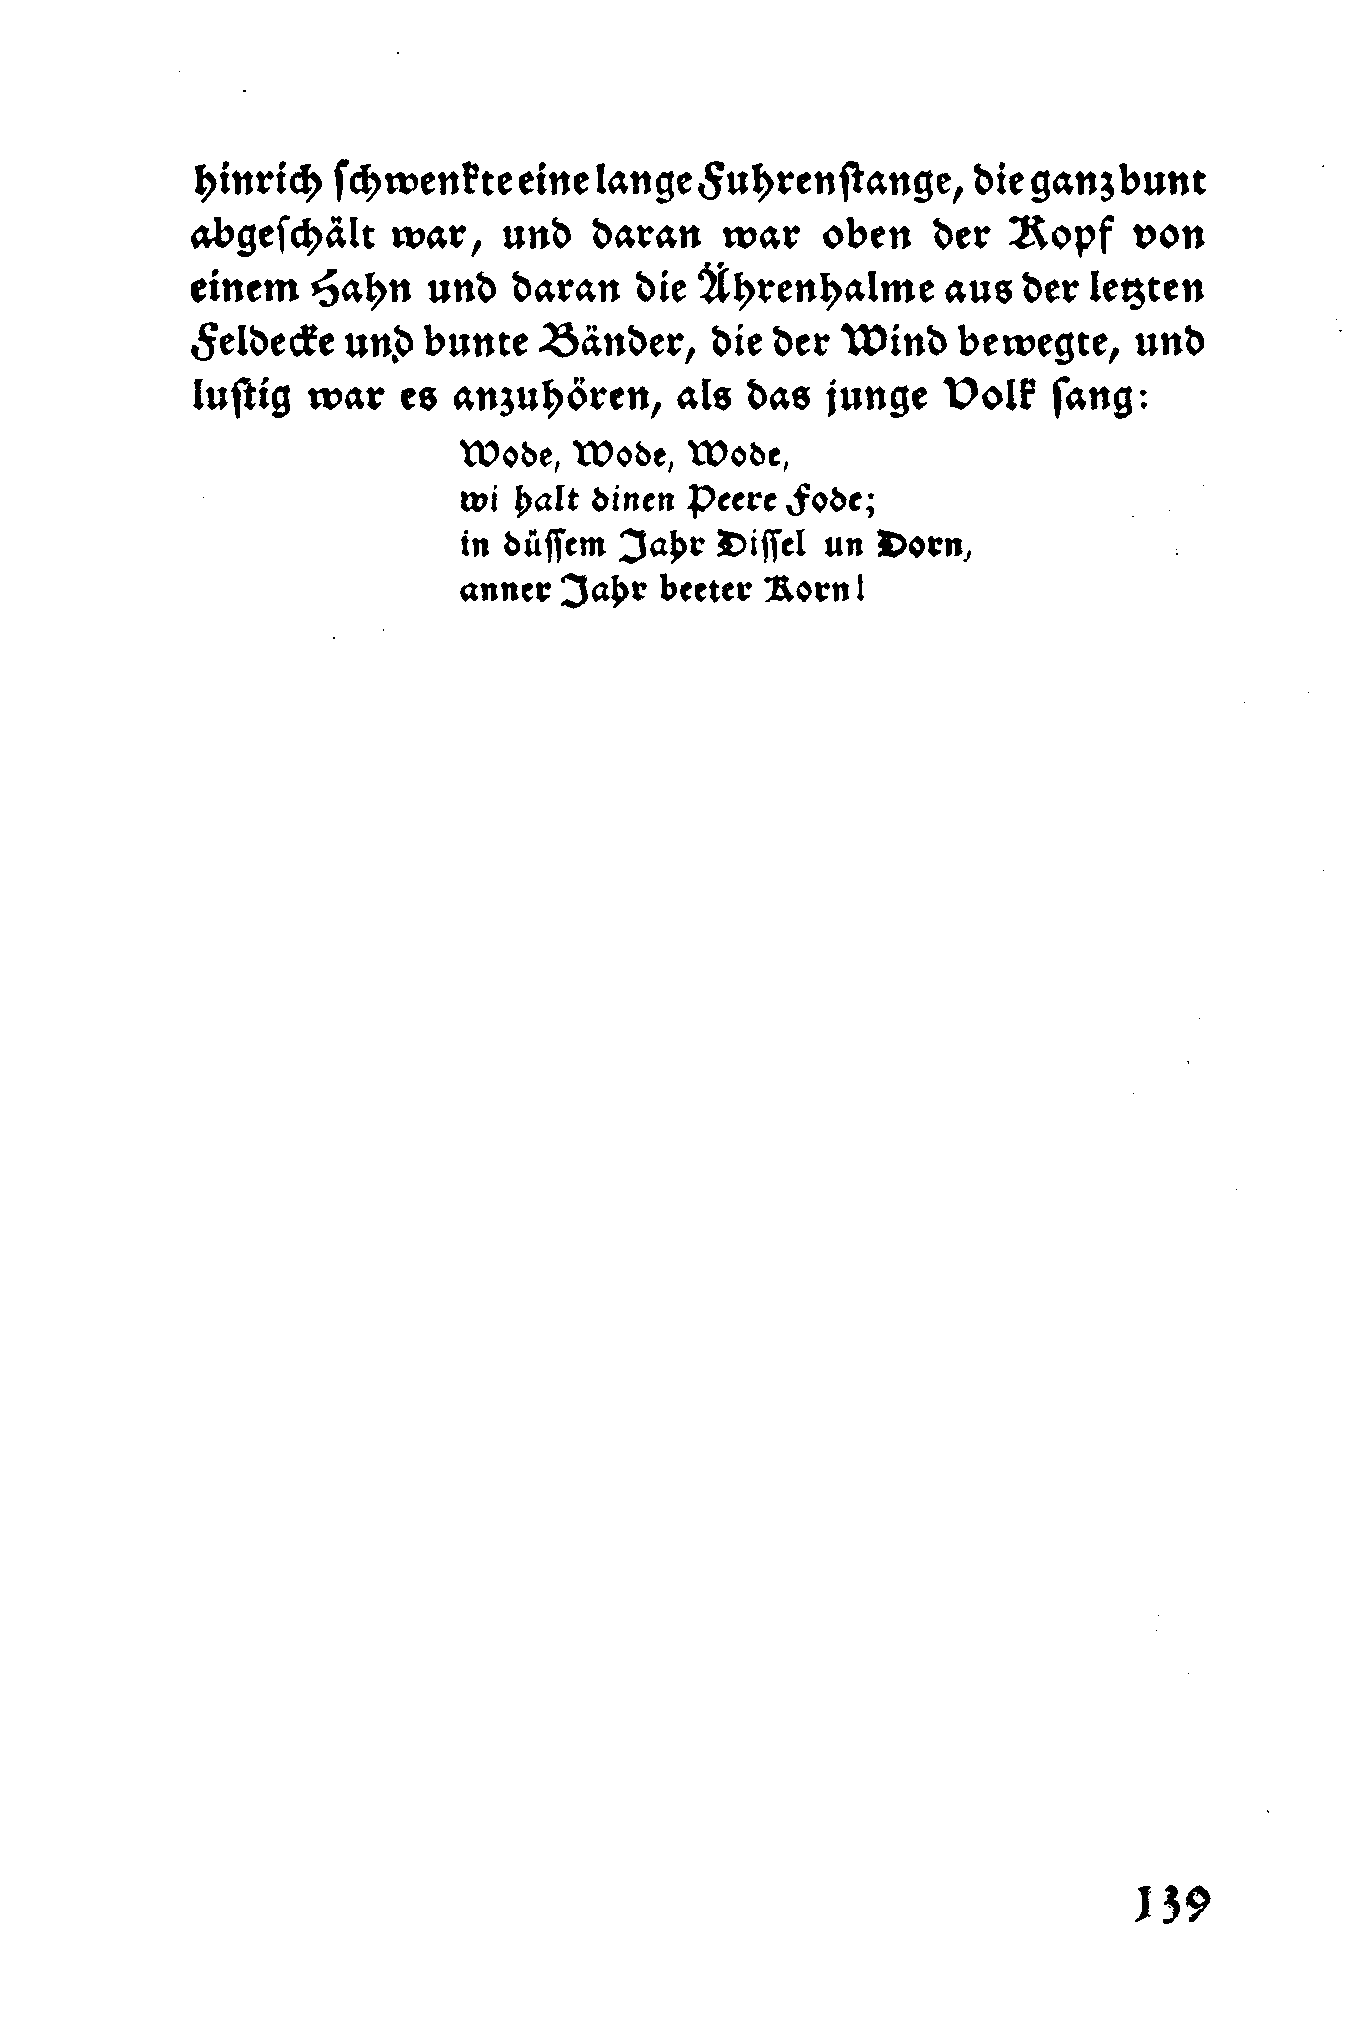 hinrich ſchwenkte eine lange Fuhrenſtange, die ganz bunt
abgeſchält war, und daran war oben der Kopf von
einem Hahn und daran die Ährenhalme aus der letzten
Feldecke und bunte Bänder, die der Wind bewegte, und
luſtig war es anzuhören, als das junge Volk ſang:
Wode, Wode, Wode,
wi halt dinen Peere Fode;
in düſſem Jahr Diſſel un Dorn,
anner Jahr beeter Korn!
139